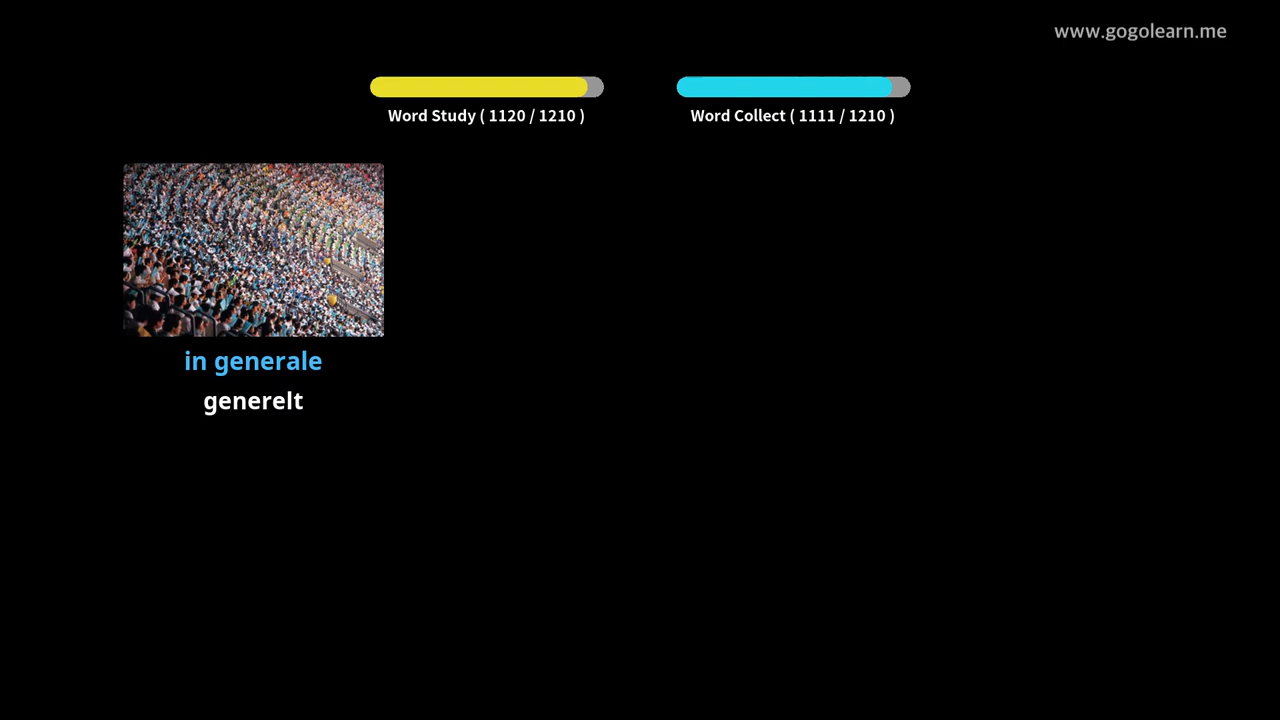 www.gogolearn.me
Word Study ( 1120 / 1210 )
Word Collect ( 1111 / 1210 )
in generale
generelt